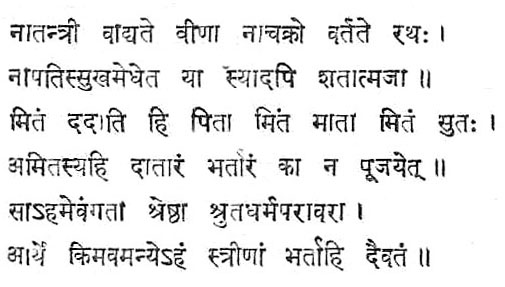 नातन्त्री वाद्यते वीणा नाचक्रो वर्तते रथः ।
नापतिस्सुखमेधेत या स्यादपि शतात्मजा ॥
मितं ददाति हि पिता मितं माता मितं सुतः ।
अमितस्यहि दातारं भर्तारं का न पूजयेत् ॥
साऽहमेवंगता श्रेष्ठा श्रुतधर्मपरावरा ।
आर्ये किमवमन्येऽहं स्त्रीणां भर्ताहि दैवतं ॥